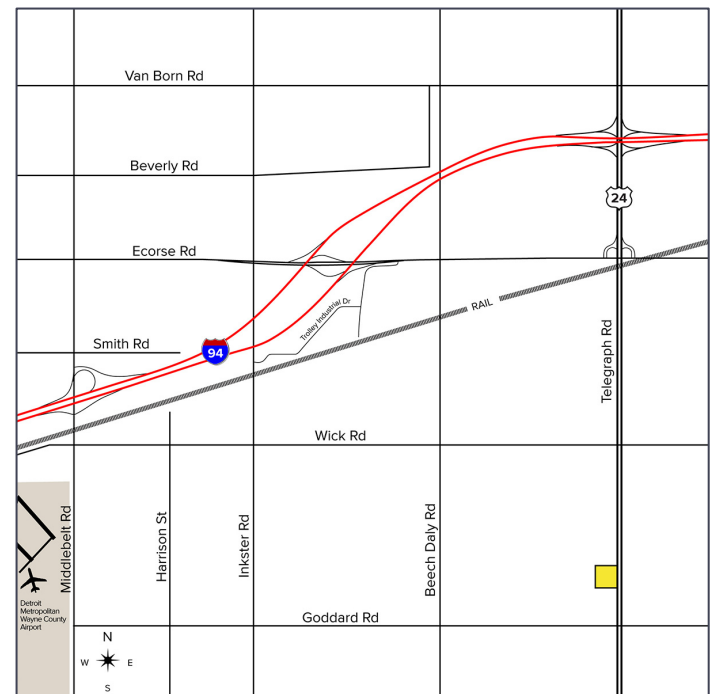 Van Born Rd
Beverly Rd
24
Ecorse Rd
RAIL
Trolley Industrial Dr
Smith Rd
94
Telegraph Rd
Wick Rd
Middlebelt Rd
Harrison St
Inkster Rd
Beech Daly Rd
Detroit
Metropolitan
Wayne County
Airport
Goddard Rd
N
W E
S